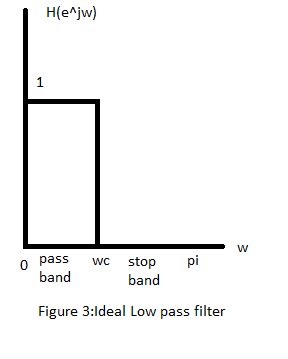 H(e^jw)
1
w
0 pass band wc stop band pi
Figure 3:Ideal Low pass filter